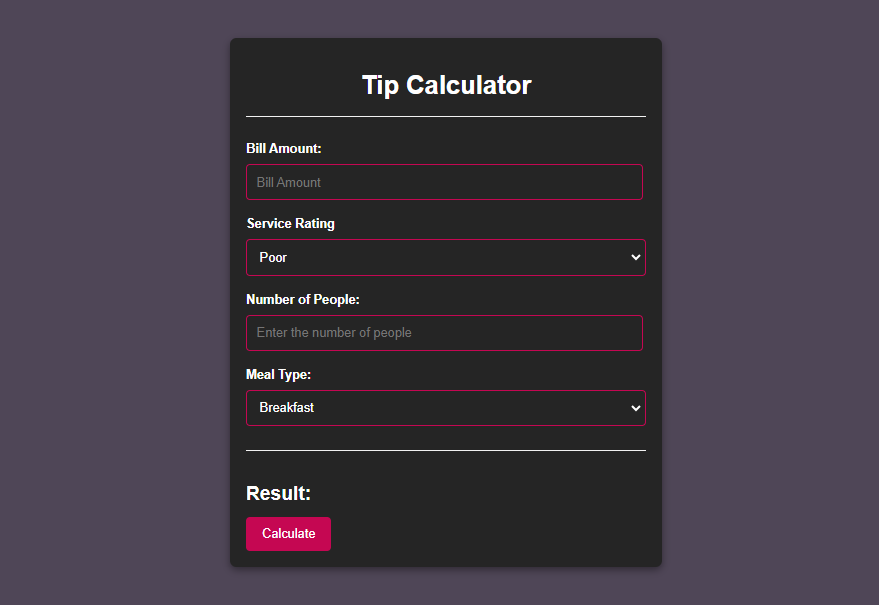 Tip Calculator
Bill Amount:
Bill Amount
Service Rating
Poor
Number of People:
Enter the number of people
Meal Type:
Breakfast
Result:
Calculate